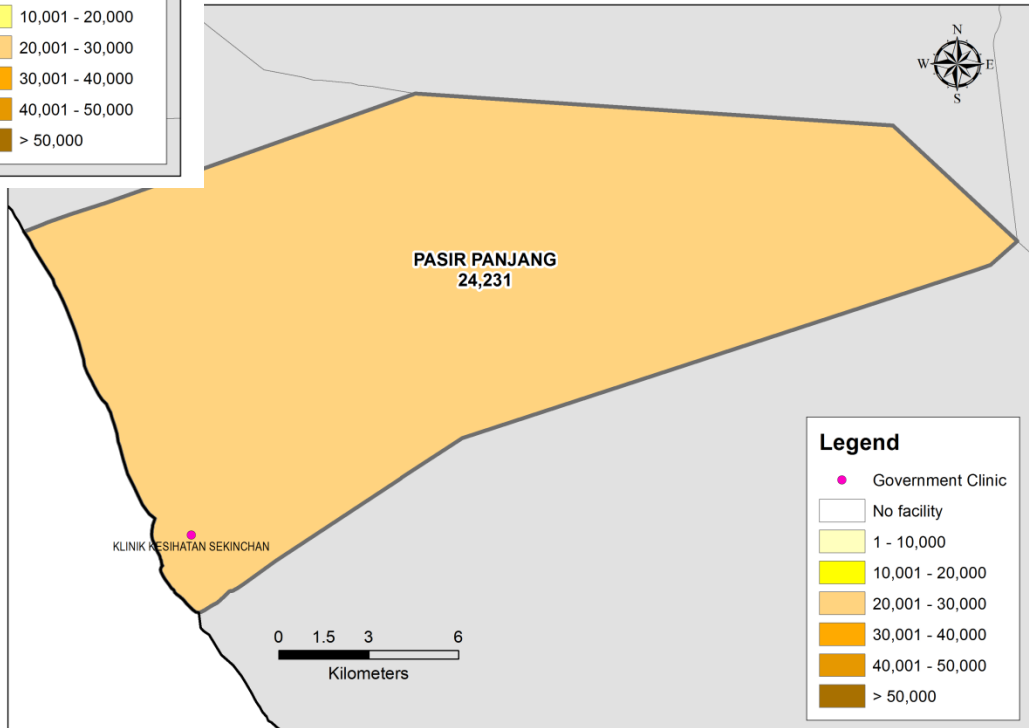 10,001 - 20,000
20,001 - 30,000
30,001 - 40,000
40,001 - 50,000
> 50,000
N
W E
S
PASIR PANJANG
24,231
KLINIK KESIHATAN SEKINCHAN
0 1.5 3 6
Kilometers
Legend
Government Clinic
No facility
1 - 10,000
10,001 - 20,000
20,001 - 30,000
30,001 - 40,000
40,001 - 50,000
> 50,000